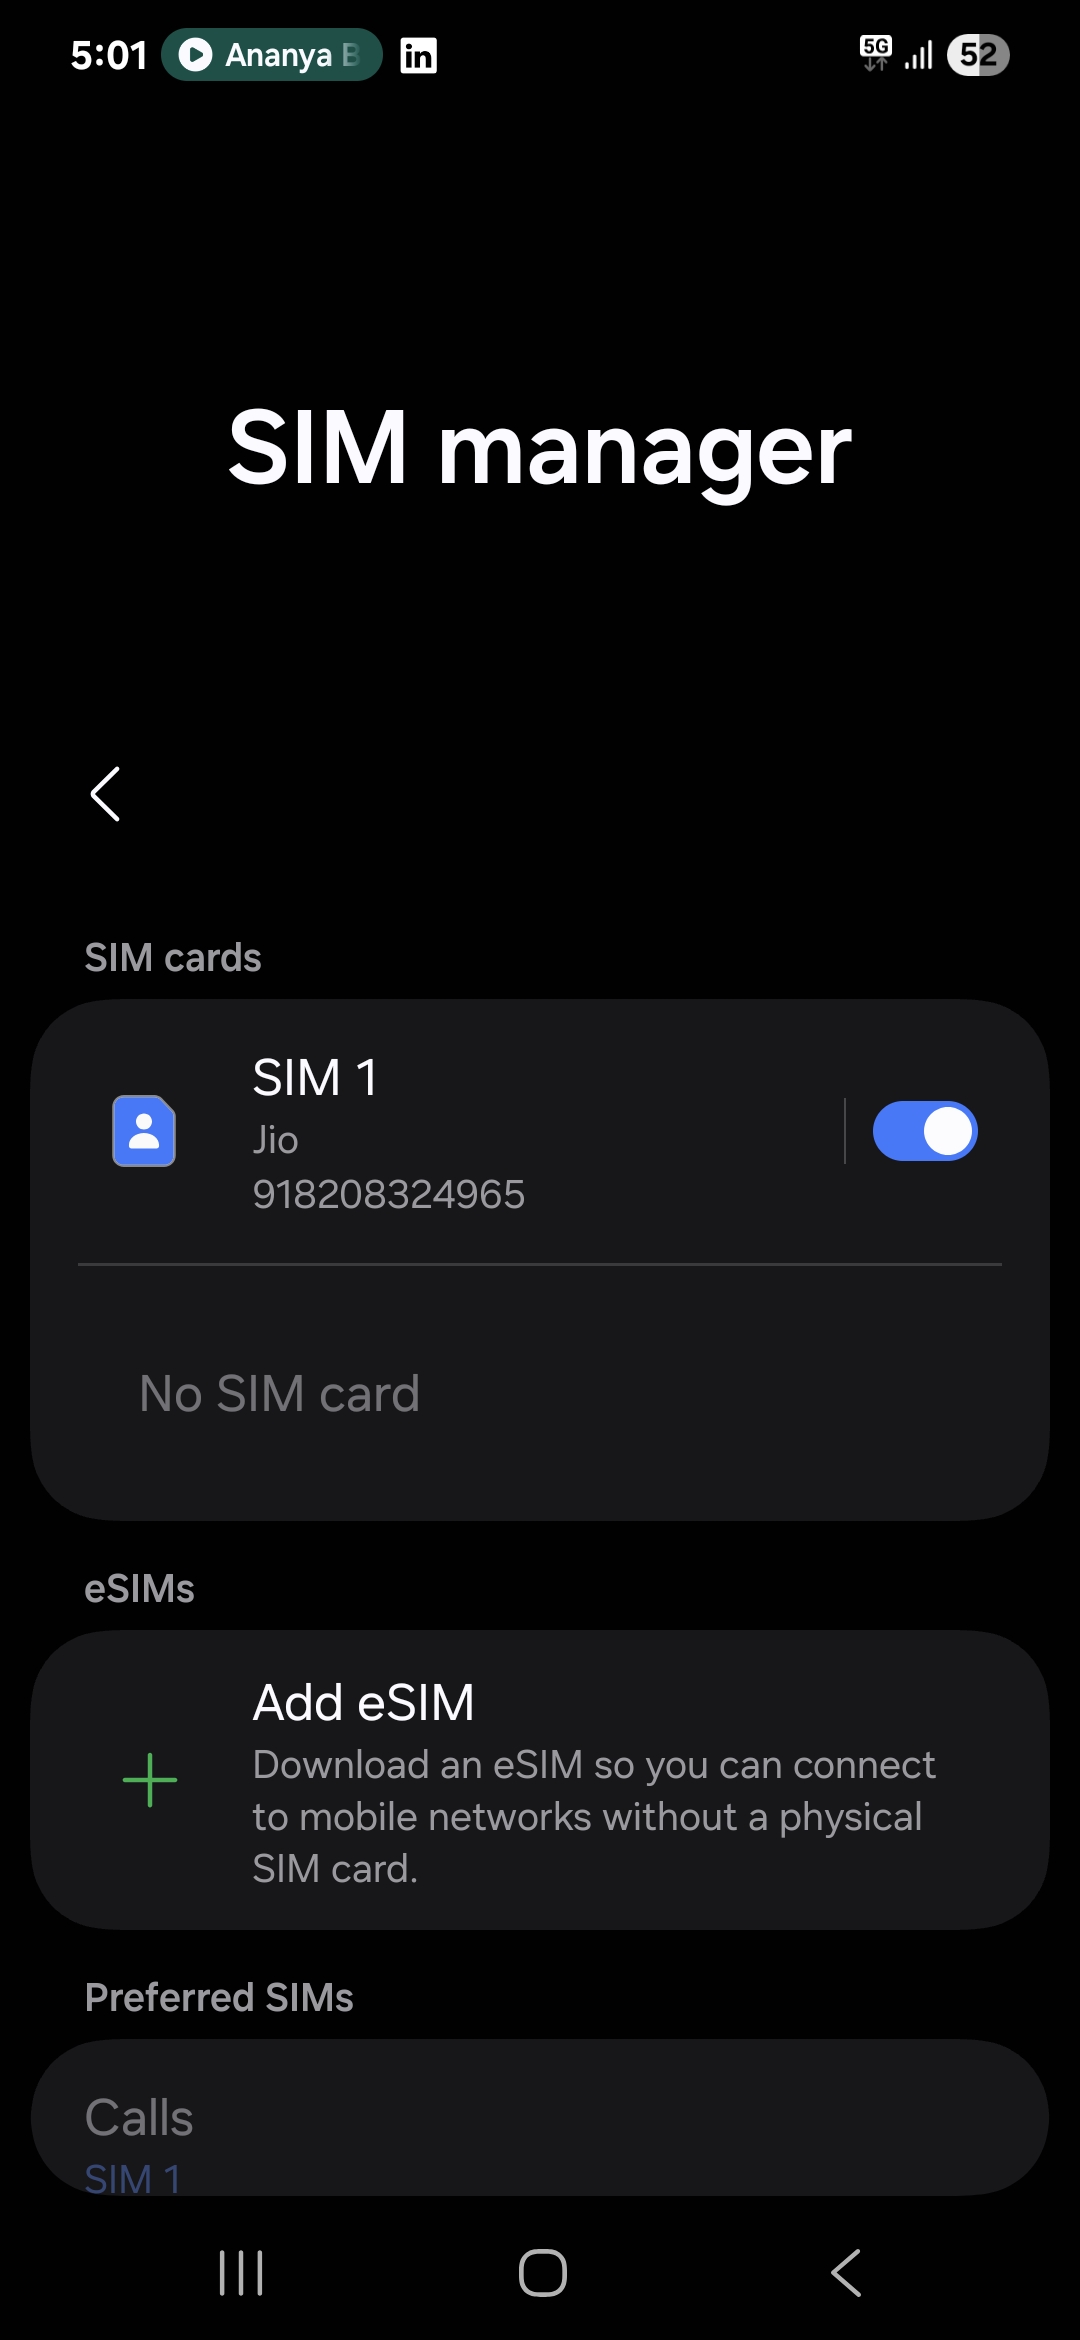 5:01 Ananya B in 5G 52
SIM manager
SIM cards
SIM 1
Jio
918208324965
No SIM card
eSIMs
Add eSIM
Download an eSIM so you can connect
to mobile networks without a physical
SIM card.
Preferred SIMs
Calls
SIM 1